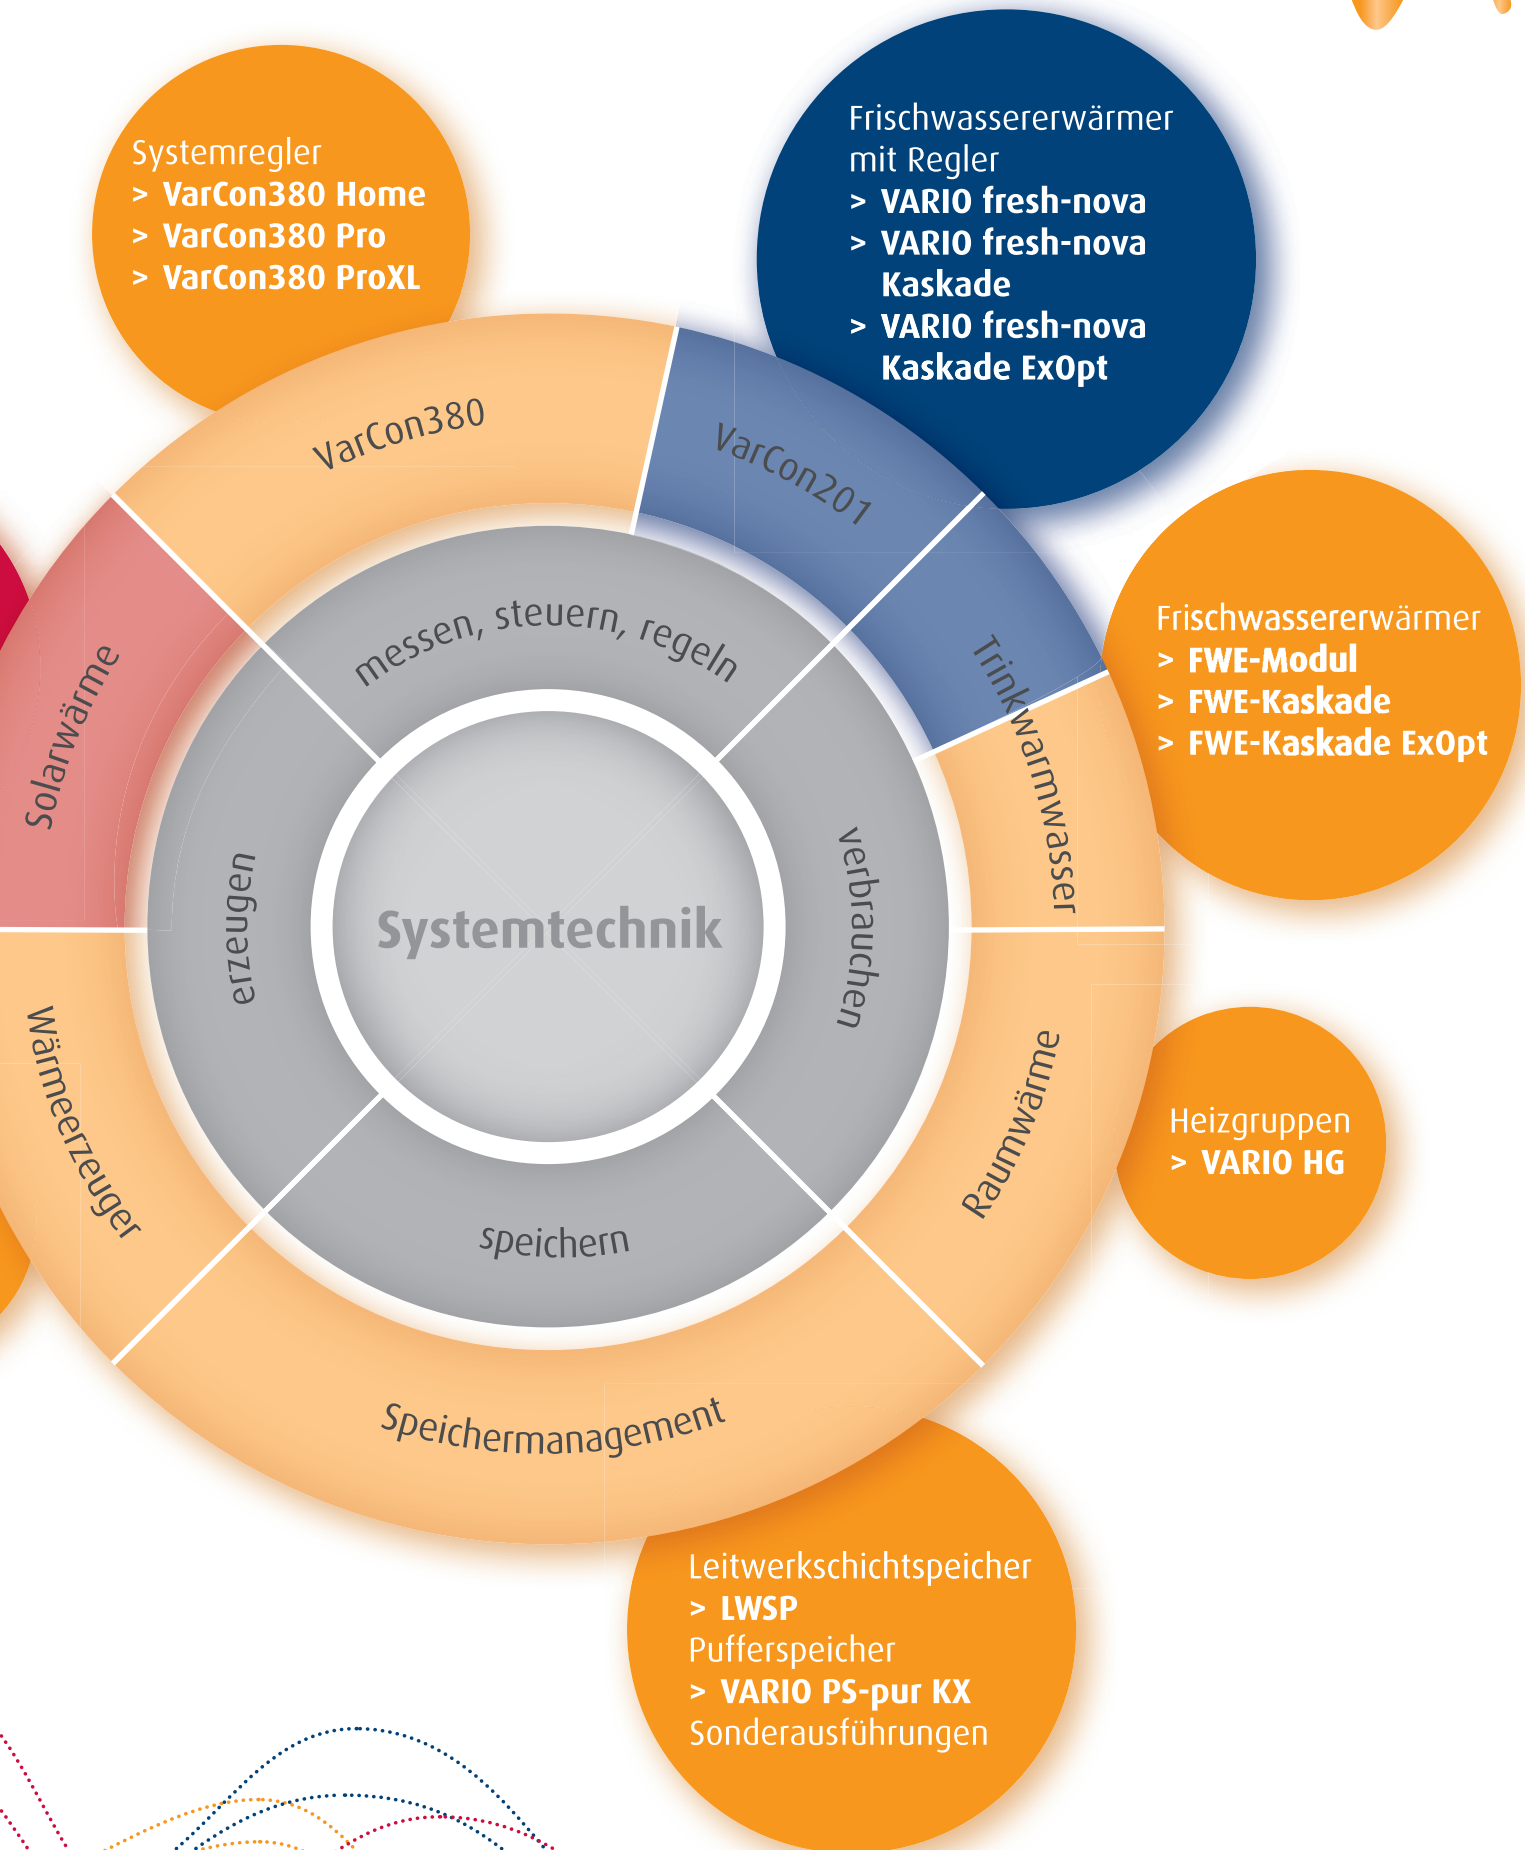 Systemregler
> VarCon380 Home
> VarCon380 Pro
> VarCon380 ProXL
Frischwassererwärmer
mit Regler
> VARIO fresh-nova
> VARIO fresh-nova
Kaskade
> VARIO fresh-nova
Kaskade ExOpt
VarCon380
VarCon201
Frischwassererwärmer
> FWE-Modul
> FWE-Kaskade
> FWE-Kaskade ExOpt
messen, steuern, regeln
Solarwärme
Trinkwarmwasser
erzeugen
Systemtechnik
verbrauchen
Wärmeerzeuger
Raumwärme
Heizgruppen
> VARIO HG
speichern
Speichermanagement
Leitwerkschichtspeicher
> LWSP
Pufferspeicher
> VARIO PS-pur KX
Sonderausführungen